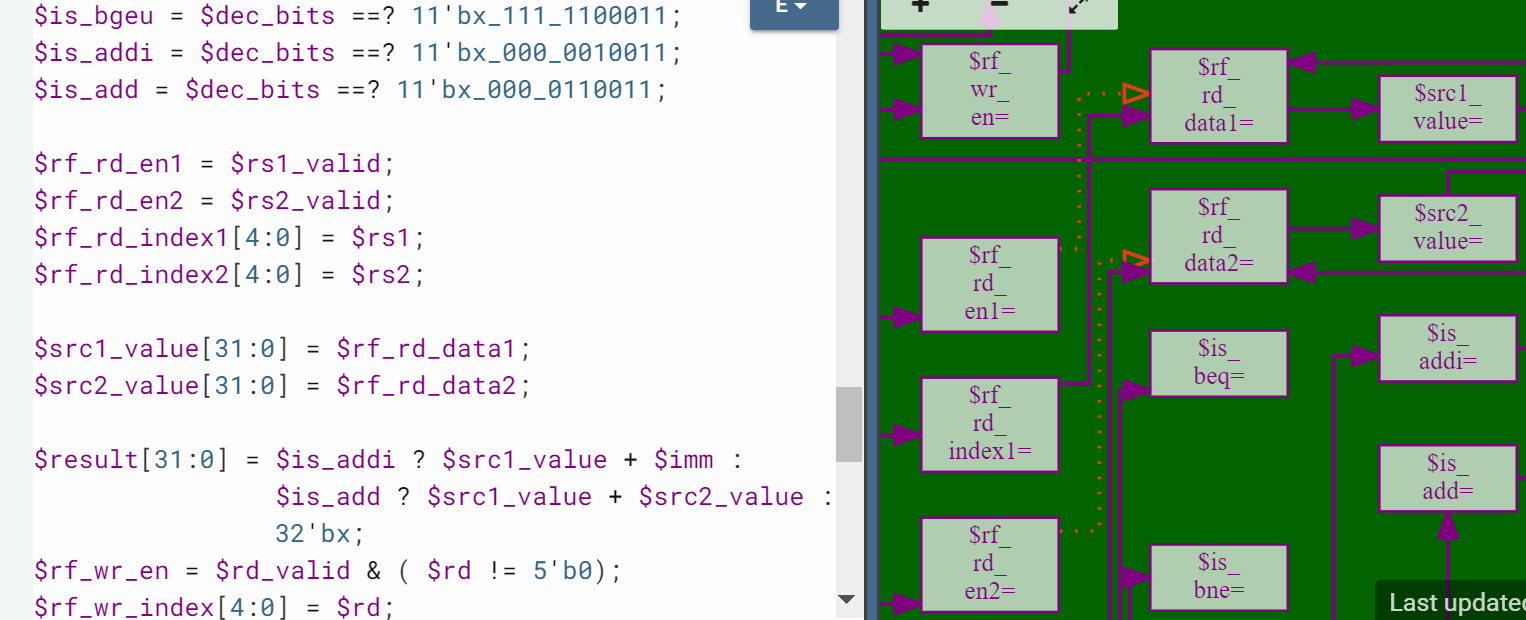 $is_bgeu = $dec_bits ==? 11'bx_111_1100011;
$is_addi = $dec_bits ==? 11'bx_000_0010011;
$is_add = $dec_bits ==? 11'bx_000_0110011;
$rf_rd_en1 = $rs1_valid;
$rf_rd_en2 = $rs2_valid;
$rf_rd_index1[4:0] = $rs1;
$rf_rd_index2[4:0] = $rs2;
$src1_value[31:0] = $rf_rd_data1;
$src2_value[31:0] = $rf_rd_data2;
$result[31:0] = $is_addi ? $src1_value + $imm :
$is_add ? $src1_value + $src2_value :
32'bx;
$rf_wr_en = $rd_valid & ( $rd != 5'b0);
$rf_wr_index[4:0] = $rd;
E
$rf_
wr_
en=
$rf_
rd_
data1=
$src1_
value=
$rf_
rd_
data2=
$src2_
value=
$rf_
rd_
en1=
$is_
beq=
$is_
addi=
$rf_
rd_
index1=
$is_
add=
$rf_
rd_
en2=
$is_
bne=
Last updated